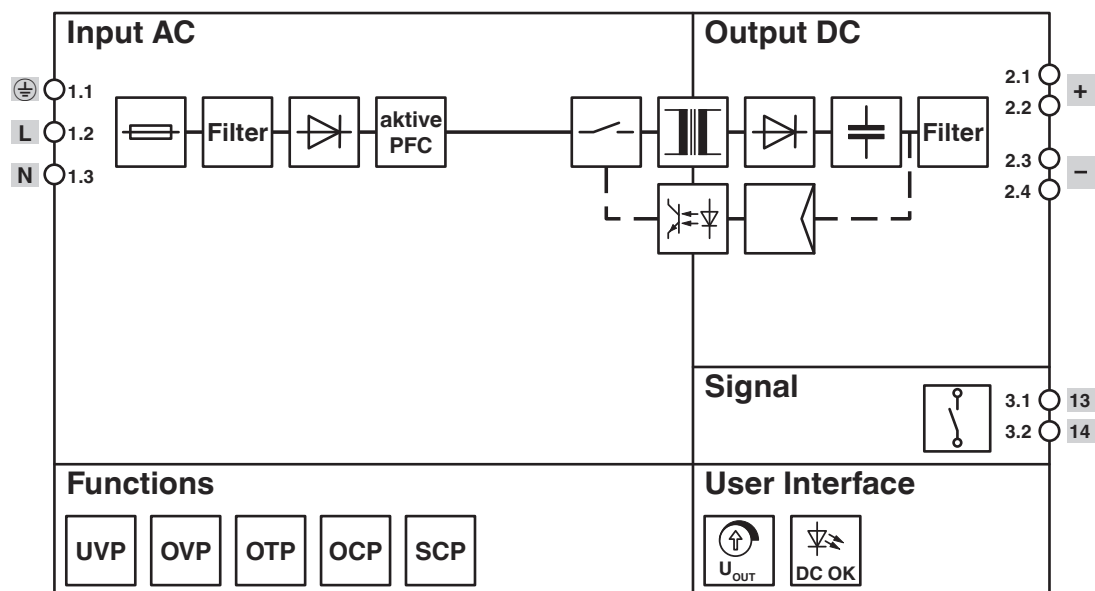 Input AC
Output DC
1.1
L 1.2
N 1.3
Filter
aktive
PFC
Filter
2.1
2.2
+
2.3
2.4
–
Signal
3.1 13
3.2 14
Functions
UVP OVP OTP OCP SCP
User Interface
UOUT
DC OK